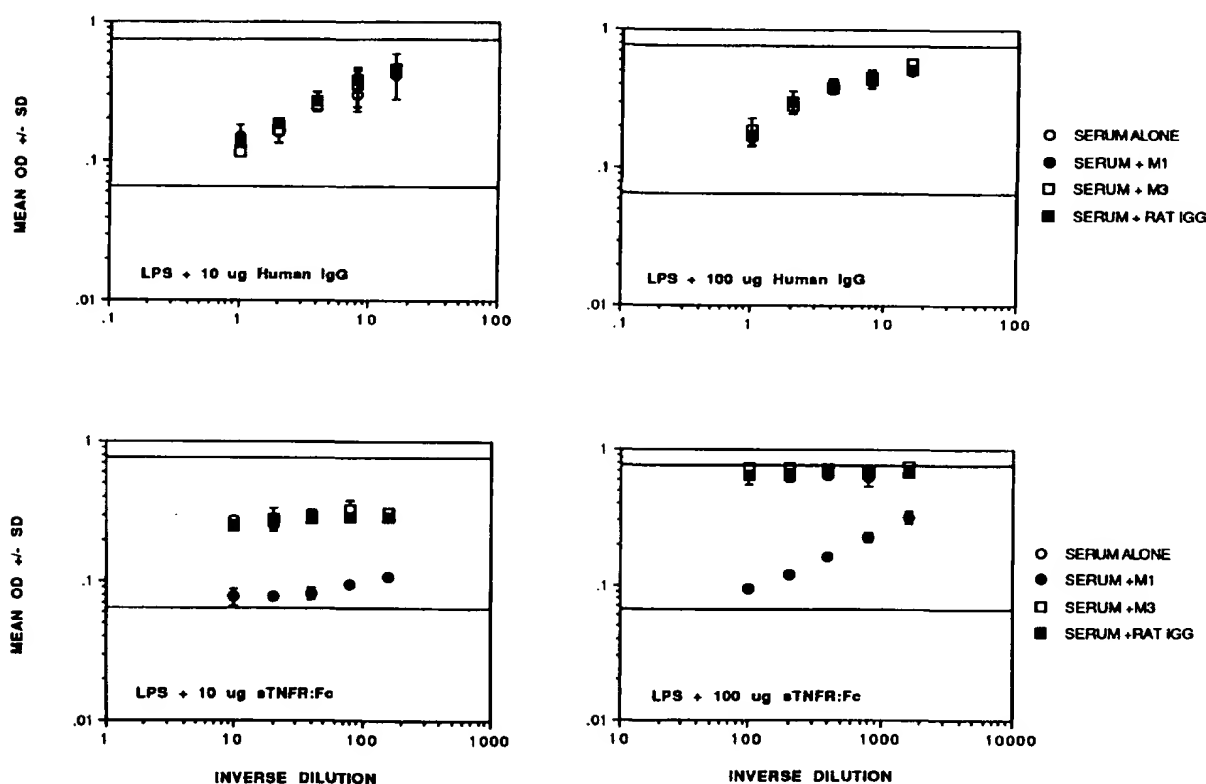 1
.1
.01
MEAN OD +/- SD
LPS + 10 ug Human IgG
.1 1 10 100
1
.1
.01
LPS + 100 ug Human IgG
.1 1 10 100
SERUM ALONE
SERUM + M1
SERUM + M3
SERUM + RAT IGG
1
.1
.01
MEAN OD +/- SD
LPS + 10 ug sTNFR:Fc
1 10 100 1000
INVERSE DILUTION
1
.1
.01
LPS + 100 ug sTNFR:Fc
10 100 1000 10000
INVERSE DILUTION
SERUM ALONE
SERUM +M1
SERUM +M3
SERUM +RAT IGG